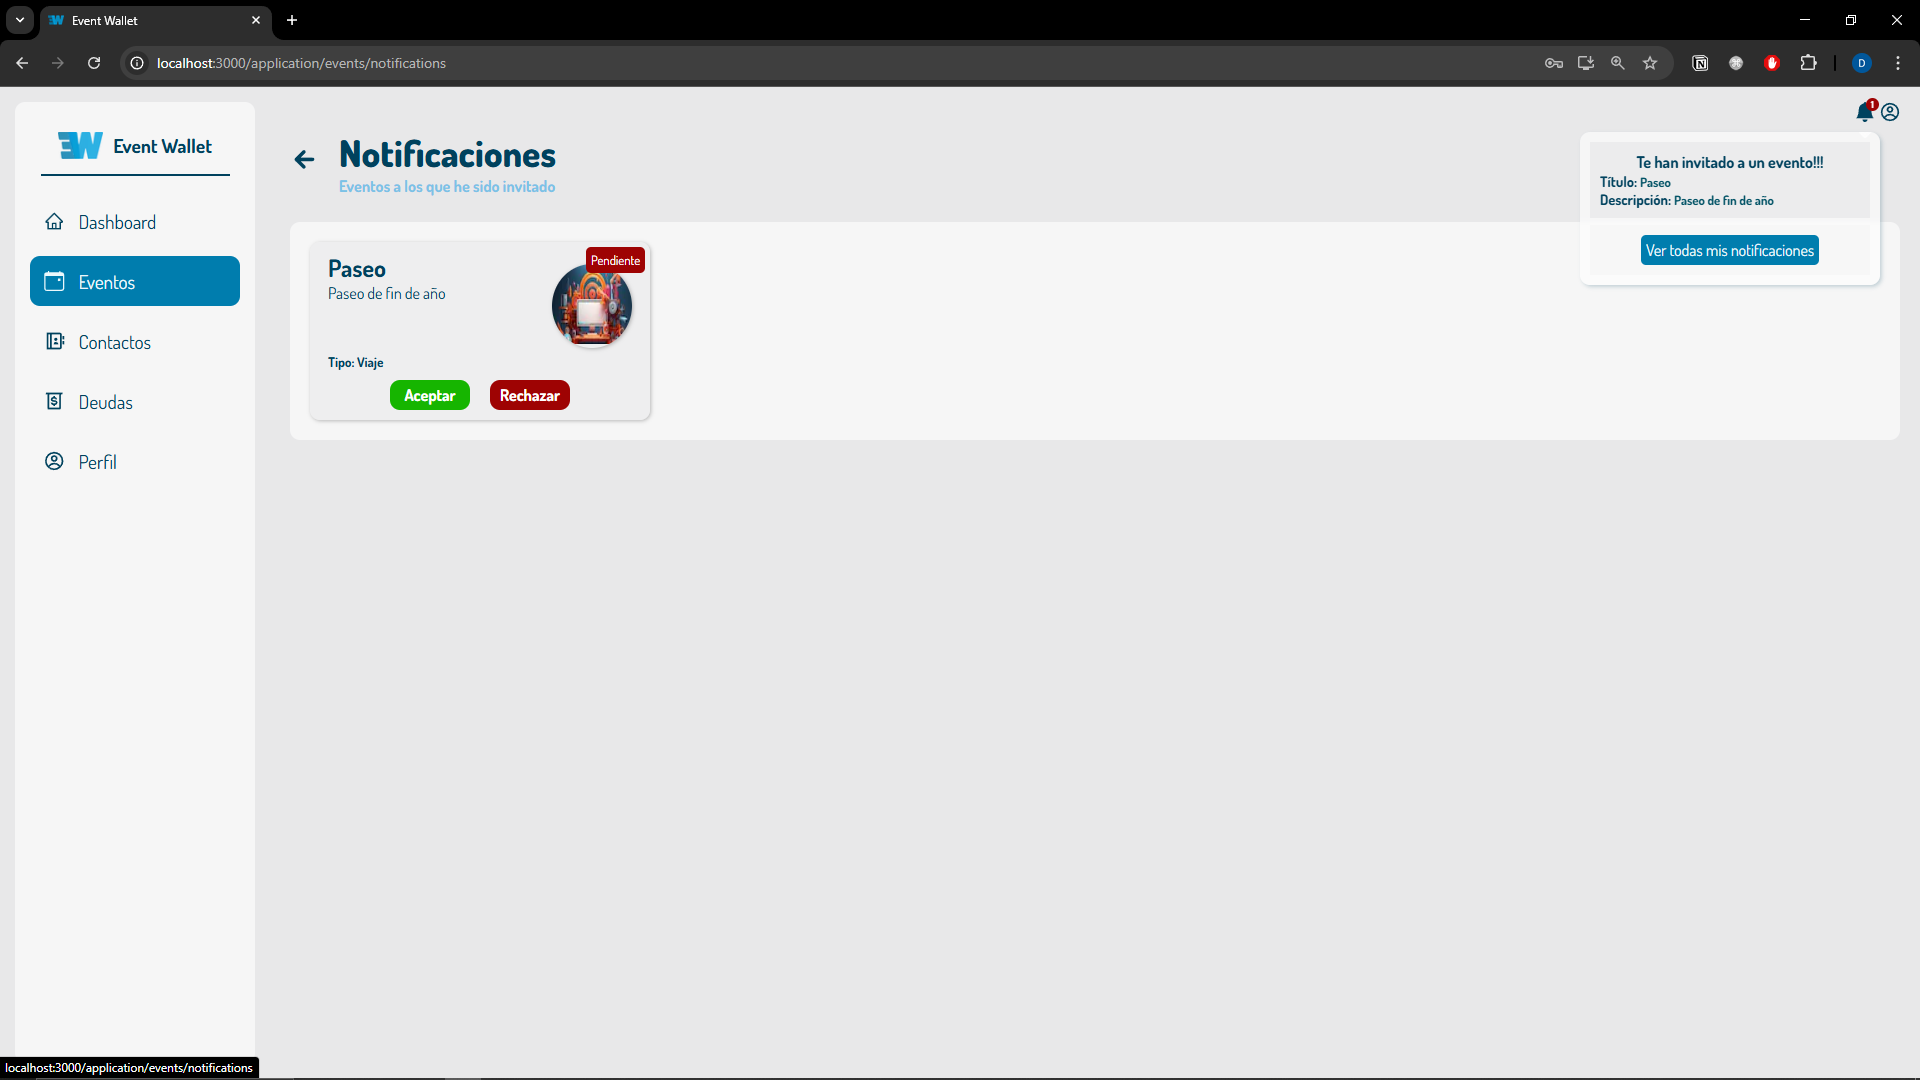 Event Wallet
localhost:3000/application/events/notifications
D
EW Event Wallet
Dashboard
Eventos
Contactos
Deudas
Perfil
Notificaciones
Eventos a los que he sido invitado
1
Te han invitado a un evento!!!
Título: Paseo
Descripción: Paseo de fin de año
Ver todas mis notificaciones
Pendiente
Paseo
Paseo de fin de año
Tipo: Viaje
Aceptar
Rechazar
localhost:3000/application/events/notifications